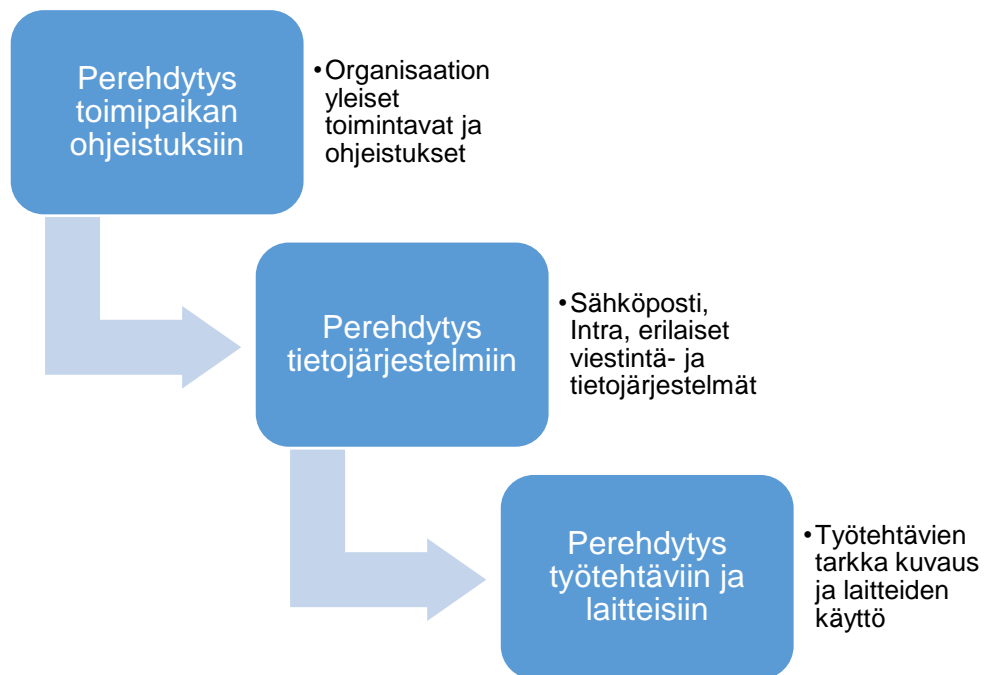 Perehdytys
toimipaikan
ohjeistuksiin
•Organisaation
yleiset
toimintavat ja
ohjeistukset
Perehdytys
tietojärjestelmiin
•Sähköposti,
Intra, erilaiset
viestintä- ja
tietojärjestelmät
Perehdytys
työtehtäviin ja
laitteisiin
•Työtehtävien
tarkka kuvaus
ja laitteiden
käyttö